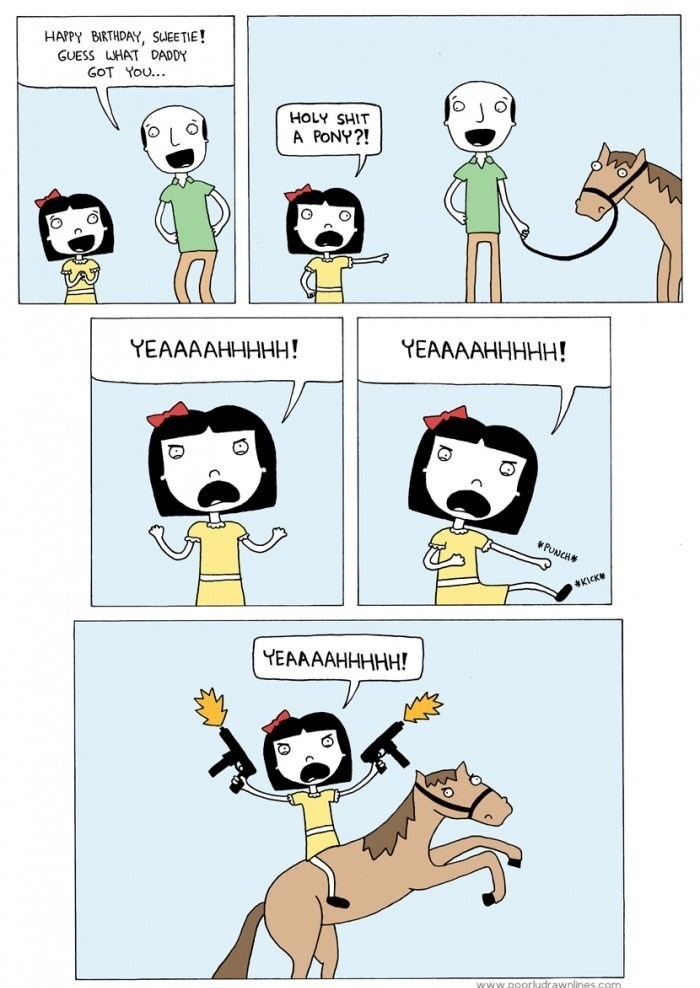 HAPPY BIRTHDAY, SWEETIE!
GUESS WHAT DADDY
GOT YOU...
HOLY SHIT
A PONY?!
YEAAAAHHHHH!
YEAAAAHHHHH!
*PUNCH*
*KICK*
YEAAAAHHHHH!
www.poorlydrawnlines.com